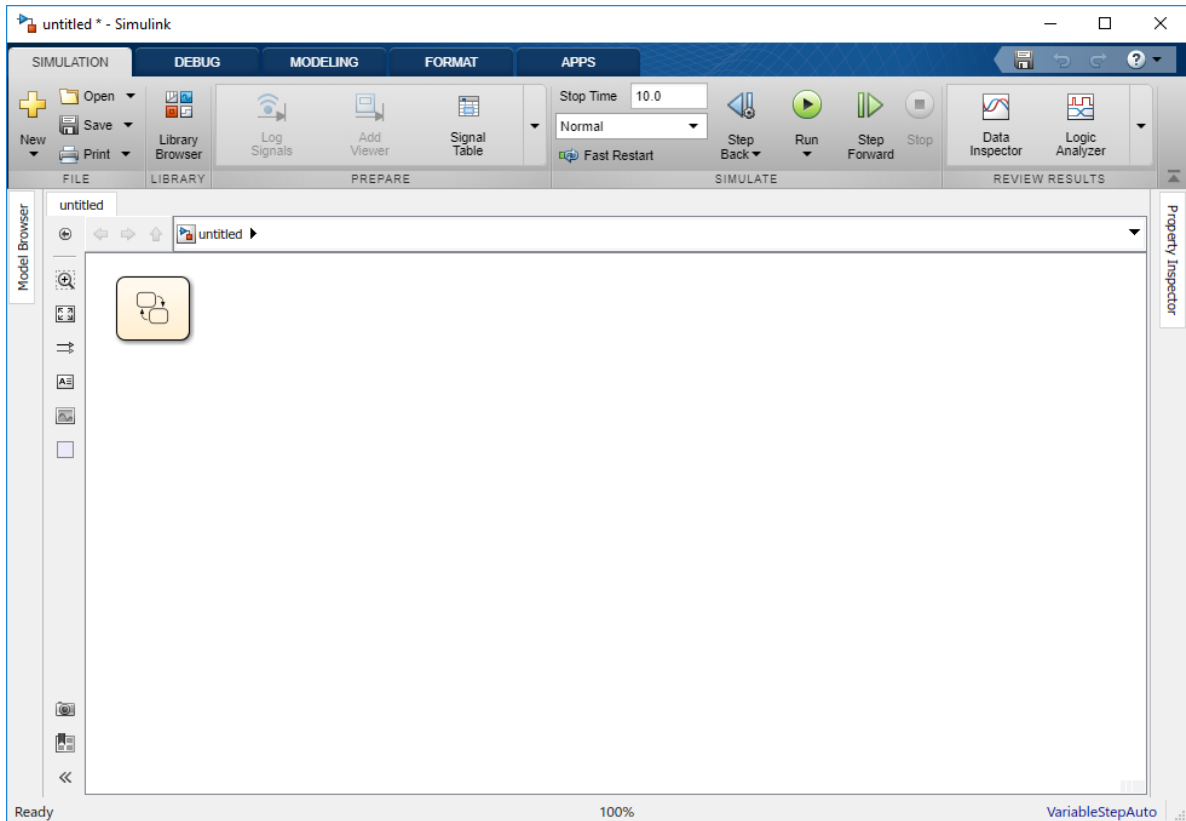 untitled * - Simulink
SIMULATION DEBUG MODELING FORMAT APPS
?
New
Open
Save
Print
FILE
Library
Browser
LIBRARY
Log
Signals
Add
Viewer
Signal
Table
PREPARE
Stop Time 10.0
Normal
Fast Restart
Step
Back
Run
Step
Forward
Stop
SIMULATE
Data
Inspector
Logic
Analyzer
REVIEW RESULTS
Model Browser
untitled
untitled
Property Inspector
Ready 100% VariableStepAuto